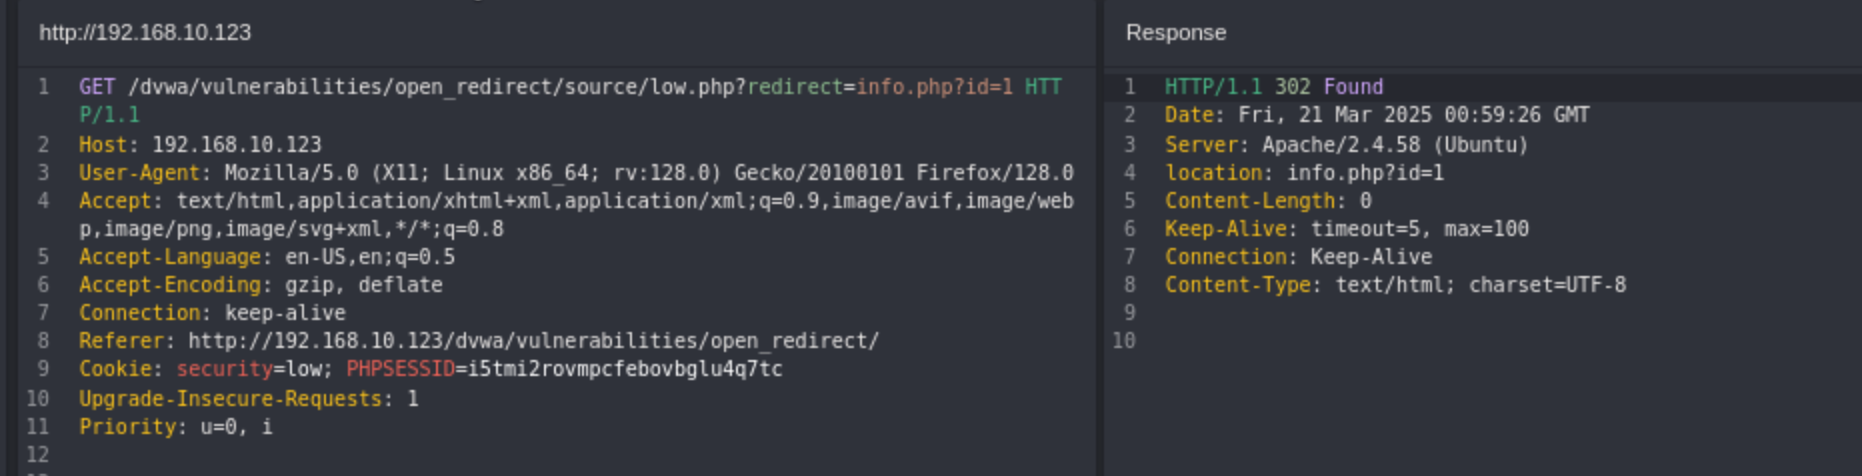 http://192.168.10.123
1 GET /dvwa/vulnerabilities/open_redirect/source/low.php?redirect=info.php?id=1 HTT
P/1.1
2 Host: 192.168.10.123
3 User-Agent: Mozilla/5.0 (X11; Linux x86_64; rv:128.0) Gecko/20100101 Firefox/128.0
4 Accept: text/html,application/xhtml+xml,application/xml;q=0.9,image/avif,image/web
p,image/png,image/svg+xml,*/*;q=0.8
5 Accept-Language: en-US,en;q=0.5
6 Accept-Encoding: gzip, deflate
7 Connection: keep-alive
8 Referer: http://192.168.10.123/dvwa/vulnerabilities/open_redirect/
9 Cookie: security=low; PHPSESSID=i5tmi2rovmpcfebovbglu4q7tc
10 Upgrade-Insecure-Requests: 1
11 Priority: u=0, i
12
Response
1 HTTP/1.1 302 Found
2 Date: Fri, 21 Mar 2025 00:59:26 GMT
3 Server: Apache/2.4.58 (Ubuntu)
4 location: info.php?id=1
5 Content-Length: 0
6 Keep-Alive: timeout=5, max=100
7 Connection: Keep-Alive
8 Content-Type: text/html; charset=UTF-8
9
10